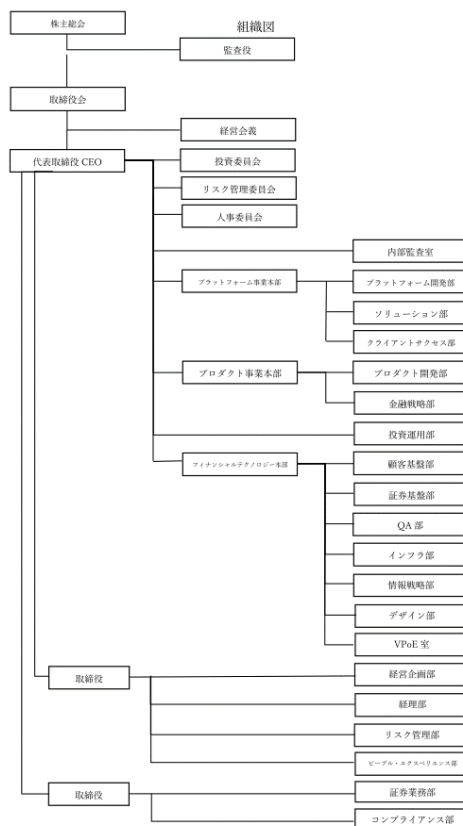 組織図
株主総会
監査役
取締役会
経営会議
代表取締役 CEO
投資委員会
リスク管理委員会
人事委員会
内部監査室
プラットフォーム事業本部
プラットフォーム開発部
ソリューション部
クライアントサクセス部
プロダクト事業本部
プロダクト開発部
金融戦略部
投資運用部
フィナンシャルテクノロジー本部
顧客基盤部
証券基盤部
QA 部
インフラ部
情報戦略部
デザイン部
VPoE 室
取締役
経営企画部
経理部
リスク管理部
ピープル・エクスペリエンス部
取締役
証券業務部
コンプライアンス部